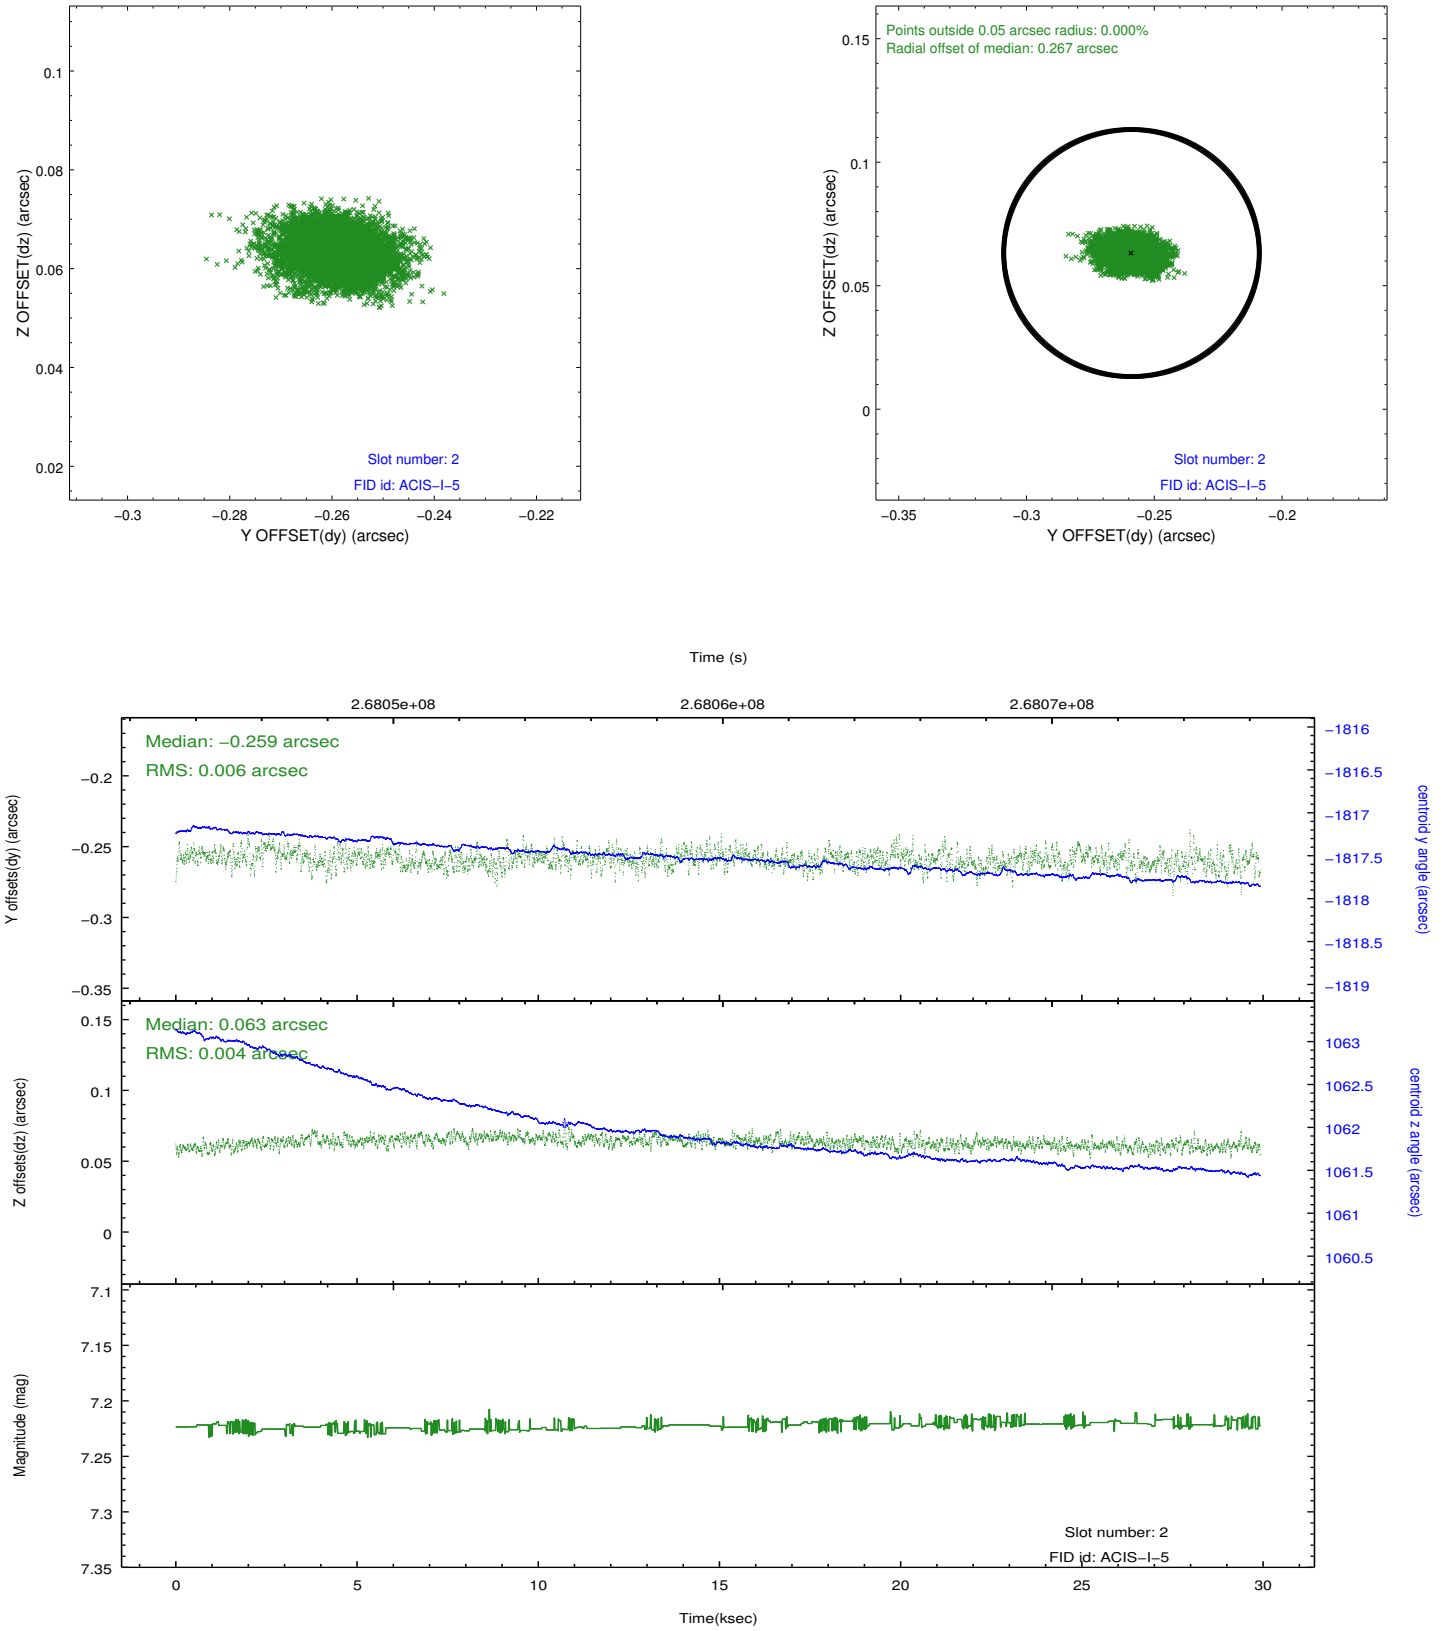 0.1
0.08
0.06
0.04
0.02
Z OFFSET(dz) (arcsec)
Slot number: 2
FID id: ACIS−I−5
−0.3
−0.28
−0.26
−0.24
−0.22
Y OFFSET(dy) (arcsec)
Points outside 0.05 arcsec radius: 0.000%
Radial offset of median: 0.267 arcsec
0.15
0.1
0.05
0
Z OFFSET(dz) (arcsec)
Slot number: 2
FID id: ACIS−I−5
−0.35
−0.3
−0.25
−0.2
Y OFFSET(dy) (arcsec)
Time (s)
2.6805e+08
2.6806e+08
2.6807e+08
Median: −0.259 arcsec
RMS: 0.006 arcsec
−0.2
−0.25
−0.3
−0.35
Y offsets(dy) (arcsec)
−1816
−1816.5
−1817
−1817.5
−1818
−1818.5
−1819
centroid y angle (arcsec)
Median: 0.063 arcsec
RMS: 0.004 arcsec
0.15
0.1
0.05
0
Z offsets(dz) (arcsec)
1063
1062.5
1062
1061.5
1061
1060.5
centroid z angle (arcsec)
7.1
7.15
7.2
7.25
7.3
7.35
Magnitude (mag)
Slot number: 2
FID id: ACIS−I−5
0
5
10
15
20
25
30
Time(ksec)